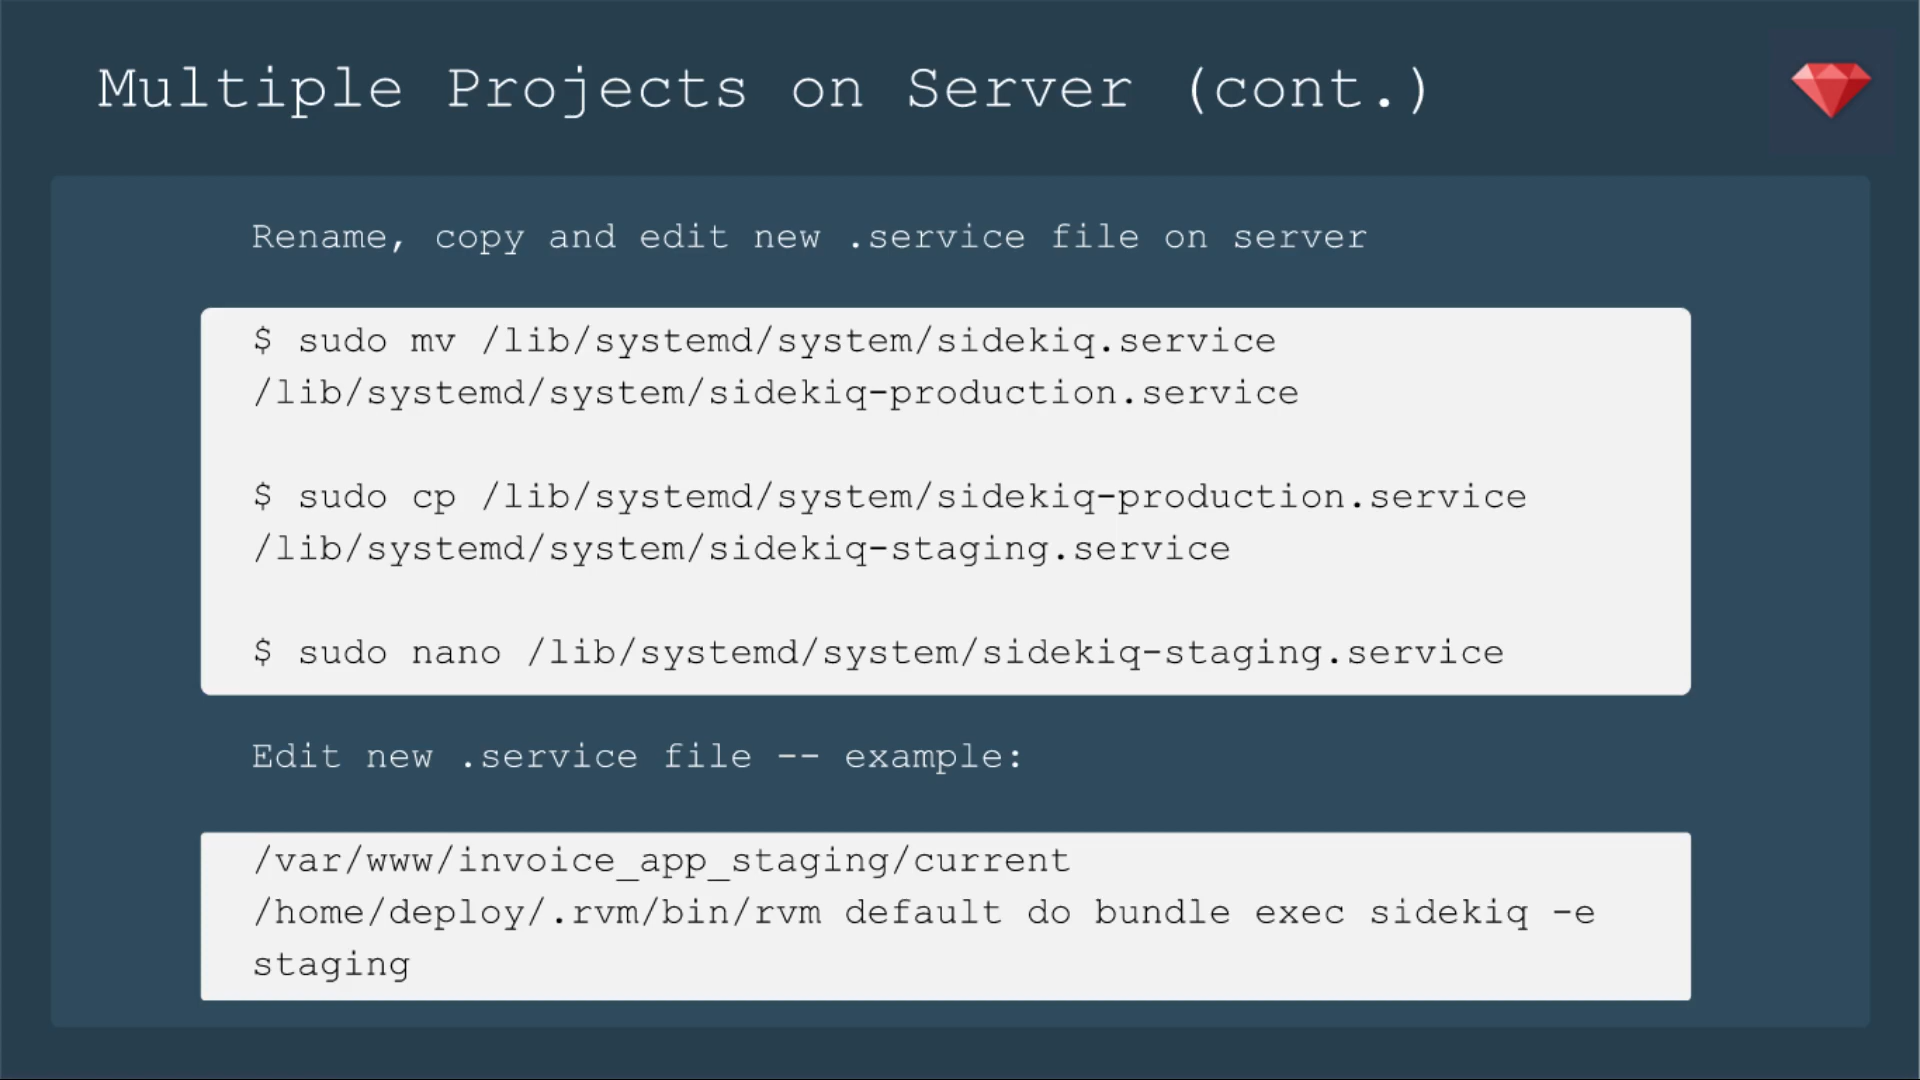 Multiple Projects on Server (cont.)
Rename, copy and edit new .service file on server
$ sudo mv /lib/systemd/system/sidekiq.service
/lib/systemd/system/sidekiq-production.service
$ sudo cp /lib/systemd/system/sidekiq-production.service
/lib/systemd/system/sidekiq-staging.service
$ sudo nano /lib/systemd/system/sidekiq-staging.service
Edit new .service file -- example:
/var/www/invoice_app_staging/current
/home/deploy/.rvm/bin/rvm default do bundle exec sidekiq -e
staging